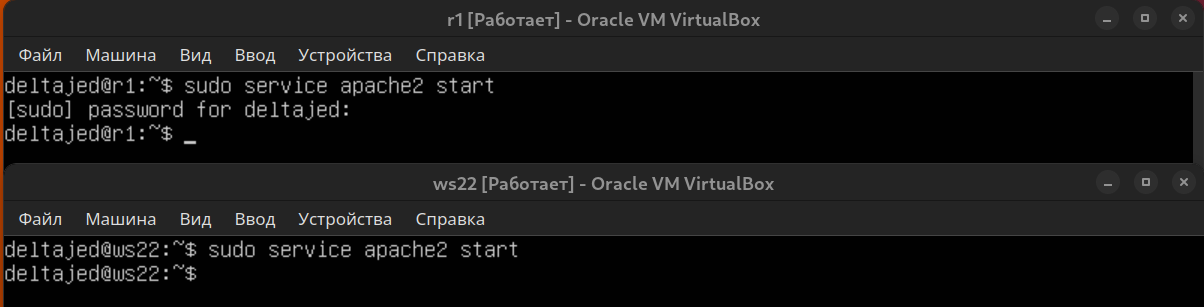 r1 [Работает] - Oracle VM VirtualBox
Файл Машина Вид Ввод Устройства Справка
deltajed@r1:~$ sudo service apache2 start
[sudo] password for deltajed:
deltajed@r1:~$ _
ws22 [Работает] - Oracle VM VirtualBox
Файл Машина Вид Ввод Устройства Справка
deltajed@ws22:~$ sudo service apache2 start
deltajed@ws22:~$